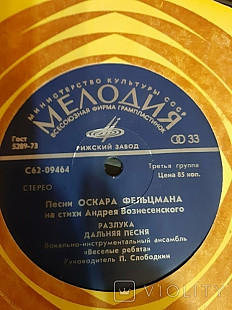 МИНИСТЕРСТВО КУЛЬТУРЫ СССР
МЕЛОДИЯ
ВСЕСОЮЗНАЯ ФИРМА ГРАМПЛАСТИНОК
Гост
5289-73
РИЖСКИЙ ЗАВОД
33
С62-09464
Третья группа
СТЕРЕО
Цена 85 коп.
Песни ОСКАРА ФЕЛЬЦМАНА
на стихи Андрея Вознесенского
РАЗЛУКА
ДАЛЬНЯЯ ПЕСНЯ
Вокально-инструментальный ансамбль
«Веселые ребята»
Руководитель П. Слободкин
VIOLITY